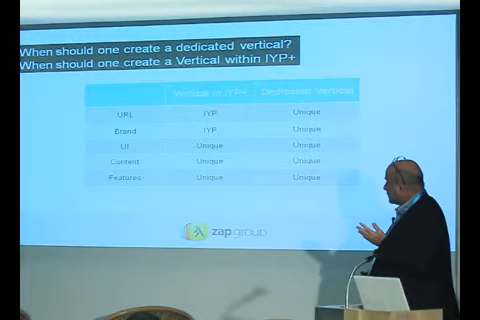 When should one create a dedicated vertical?
When should one create a Vertical within IYP+
Vertical in IYP+ Dedicated Vertical
URL IYP Unique
Brand IYP Unique
UI Unique Unique
Content Unique Unique
Features Unique Unique
zap group